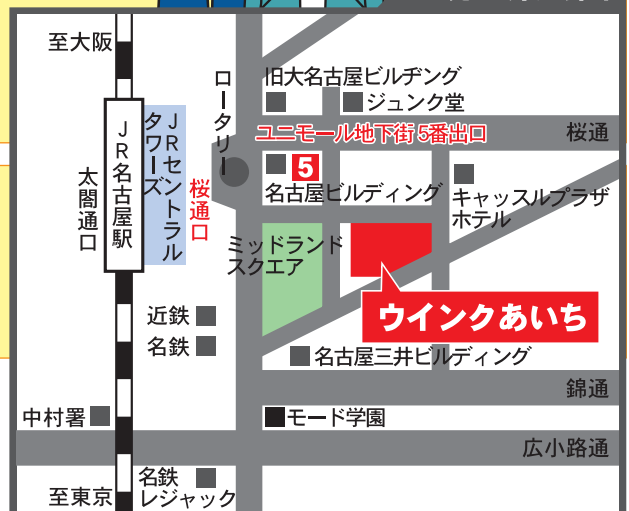 至大阪
ロータリー
旧大名古屋ビルヂング
ジュンク堂
ユニモール地下街 5番出口
桜通
JR名古屋駅
JRセントラル
タワーズ
太閤通口
桜通口
5
名古屋ビルディング
キャッスルプラザ
ホテル
ミッドランド
スクエア
ウインクあいち
近鉄
名鉄
名古屋三井ビルディング
錦通
中村署
モード学園
広小路通
至東京
名鉄
レジャック